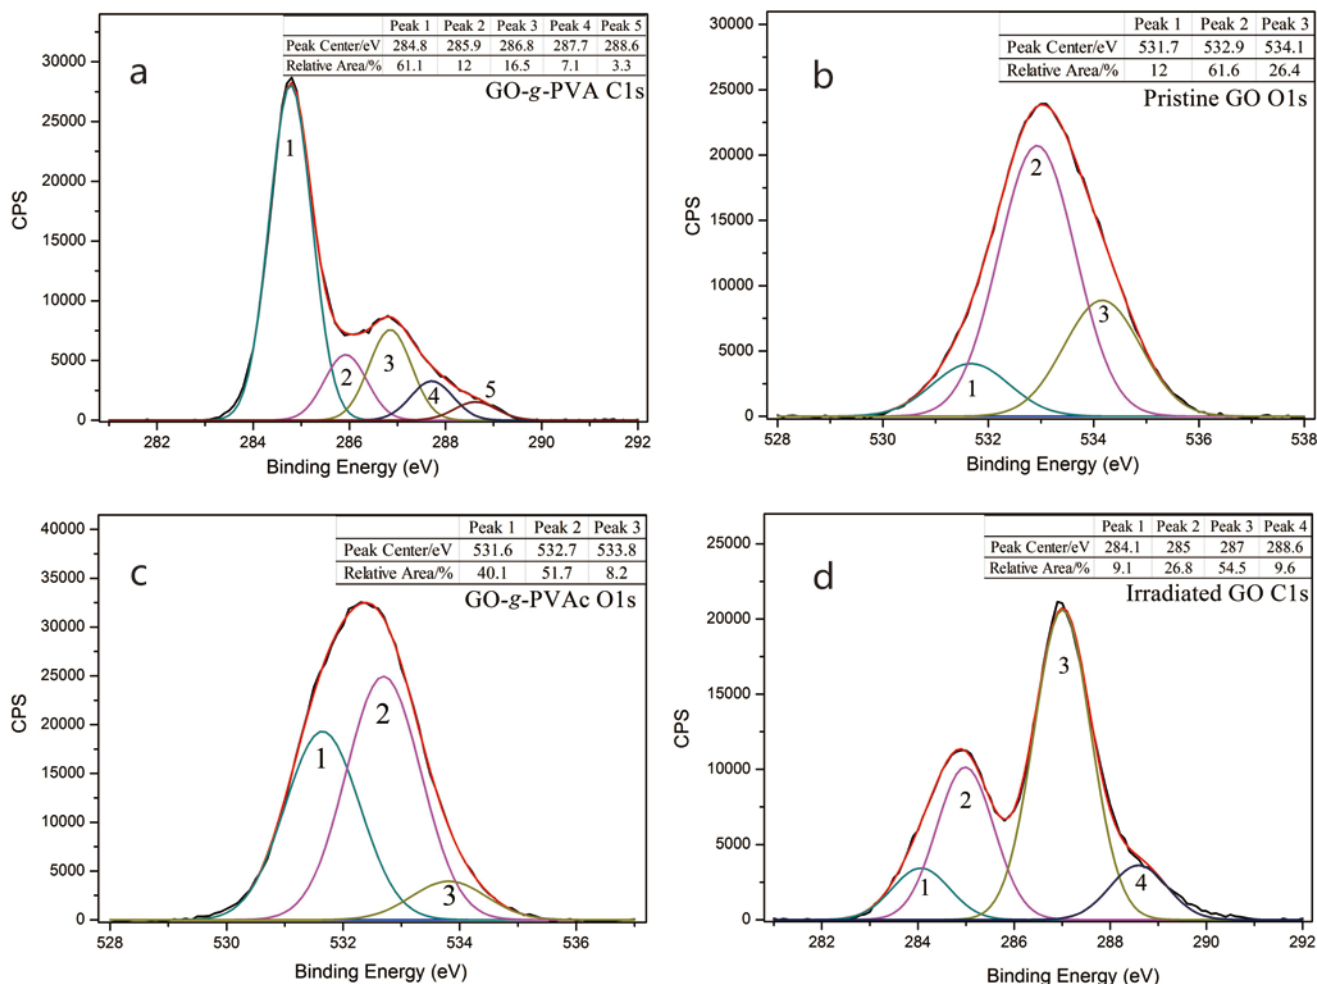 Peak 1 Peak 2 Peak 3 Peak 4 Peak 5
Peak Center/eV 284.8 285.9 286.8 287.7 288.6
Relative Area/% 61.1 12 16.5 7.1 3.3
a
GO-g-PVA C1s
30000
25000
20000
15000
10000
5000
0
CPS
1
2
3
4
5
282 284 286 288 290 292
Binding Energy (eV)
Peak 1 Peak 2 Peak 3
Peak Center/eV 531.7 532.9 534.1
Relative Area/% 12 61.6 26.4
b
Pristine GO O1s
30000
25000
20000
15000
10000
5000
0
CPS
1
2
3
528 530 532 534 536 538
Binding Energy (eV)
Peak 1 Peak 2 Peak 3
Peak Center/eV 531.6 532.7 533.8
Relative Area/% 40.1 51.7 8.2
c
GO-g-PVAc O1s
40000
35000
30000
25000
20000
15000
10000
5000
0
CPS
1
2
3
528 530 532 534 536
Binding Energy (eV)
Peak 1 Peak 2 Peak 3 Peak 4
Peak Center/eV 284.1 285 287 288.6
Relative Area/% 9.1 26.8 54.5 9.6
d
Irradiated GO C1s
25000
20000
15000
10000
5000
0
CPS
1
2
3
4
282 284 286 288 290 292
Binding Energy (eV)